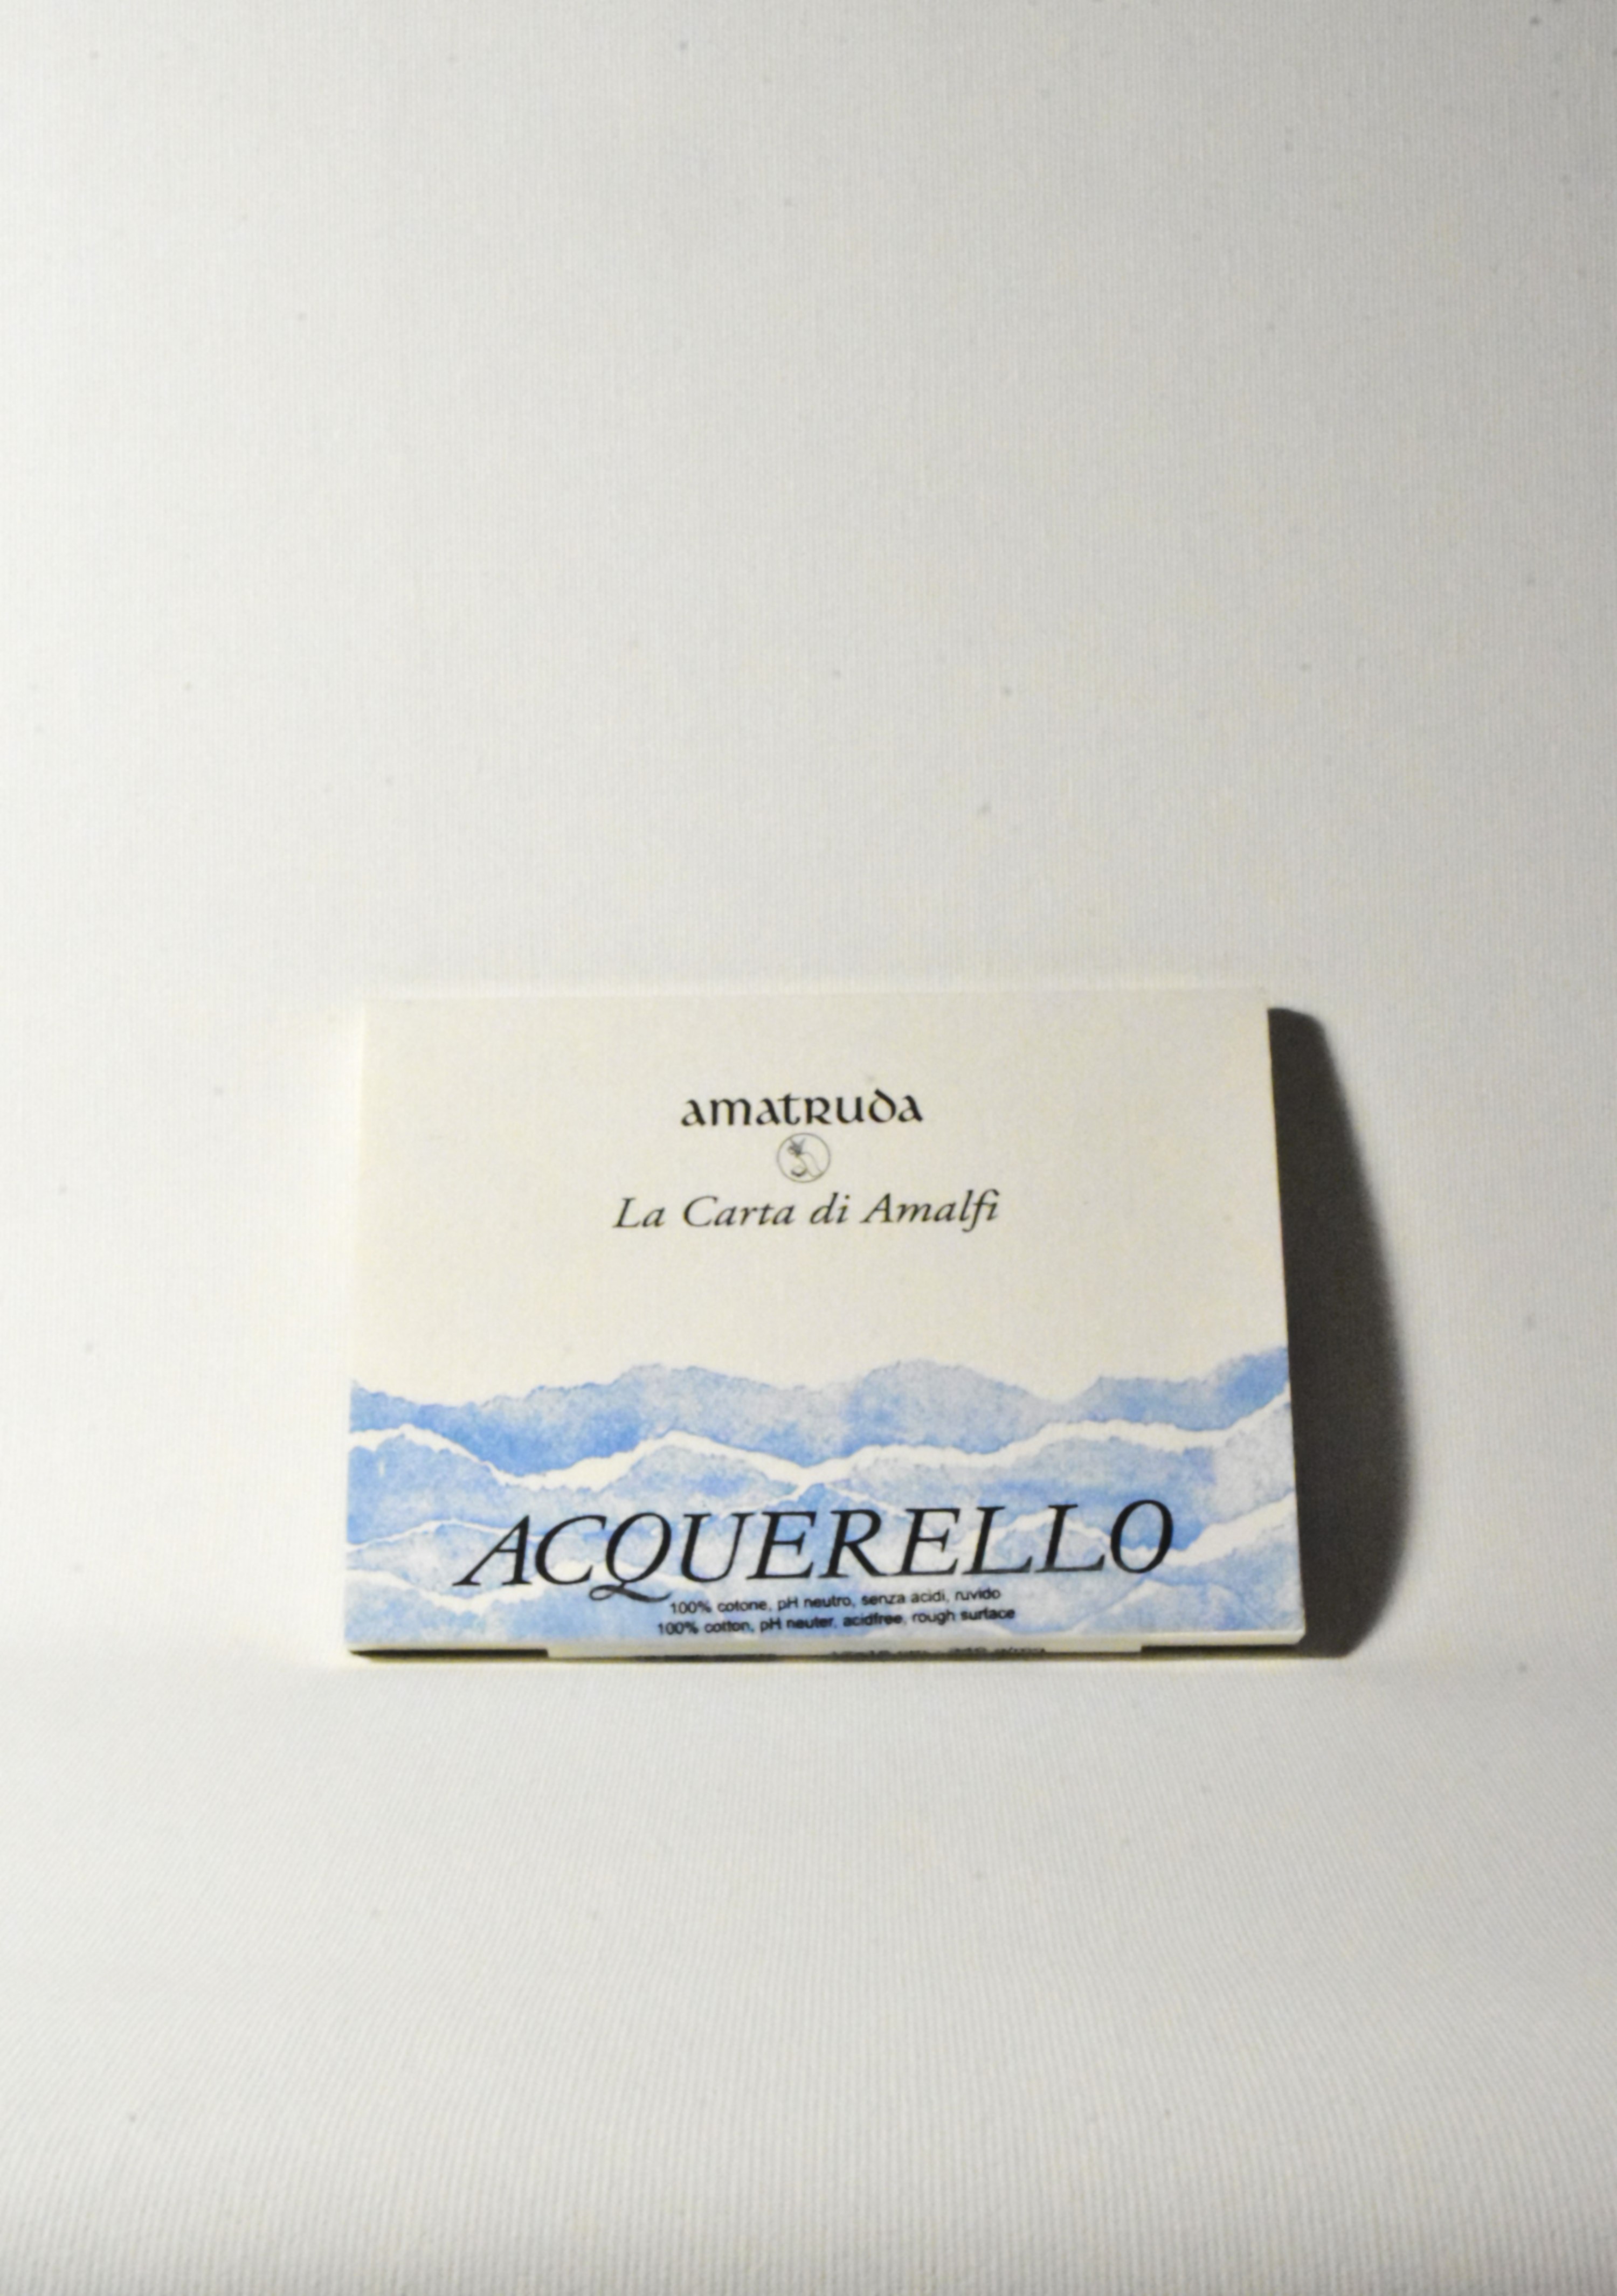 amatruda
La Carta di Amalfi
ACQUERELLO
100% cotone, pH neutro, senza acidi, ruvido
100% cotton, pH neuter, acidfree, rough surface